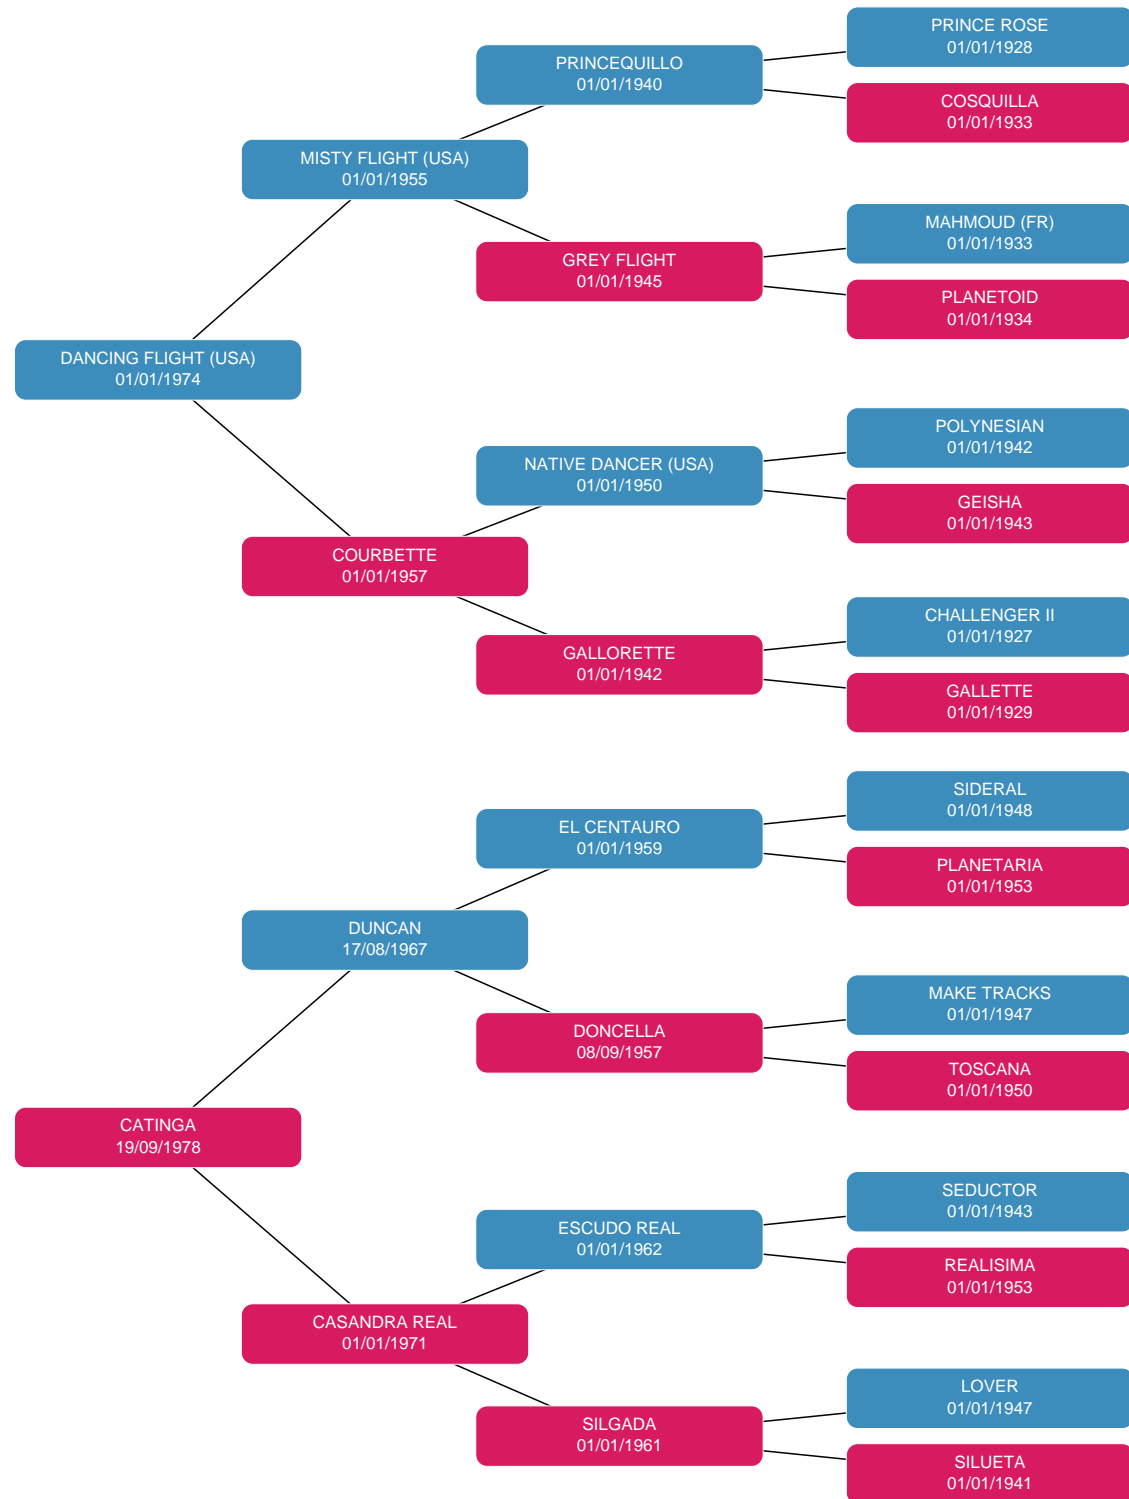 PRINCE ROSE
01/01/1928
PRINCEQUILLO
01/01/1940
COSQUILLA
01/01/1933
MISTY FLIGHT (USA)
01/01/1955
MAHMOUD (FR)
01/01/1933
GREY FLIGHT
01/01/1945
PLANETOID
01/01/1934
DANCING FLIGHT (USA)
01/01/1974
POLYNESIAN
01/01/1942
NATIVE DANCER (USA)
01/01/1950
GEISHA
01/01/1943
COURBETTE
01/01/1957
CHALLENGER II
01/01/1927
GALLORETTE
01/01/1942
GALLETTE
01/01/1929
SIDERAL
01/01/1948
EL CENTAURO
01/01/1959
PLANETARIA
01/01/1953
DUNCAN
17/08/1967
MAKE TRACKS
01/01/1947
DONCELLA
08/09/1957
TOSCANA
01/01/1950
CATINGA
19/09/1978
SEDUCTOR
01/01/1943
ESCUDO REAL
01/01/1962
REALISIMA
01/01/1953
CASANDRA REAL
01/01/1971
LOVER
01/01/1947
SILGADA
01/01/1961
SILUETA
01/01/1941